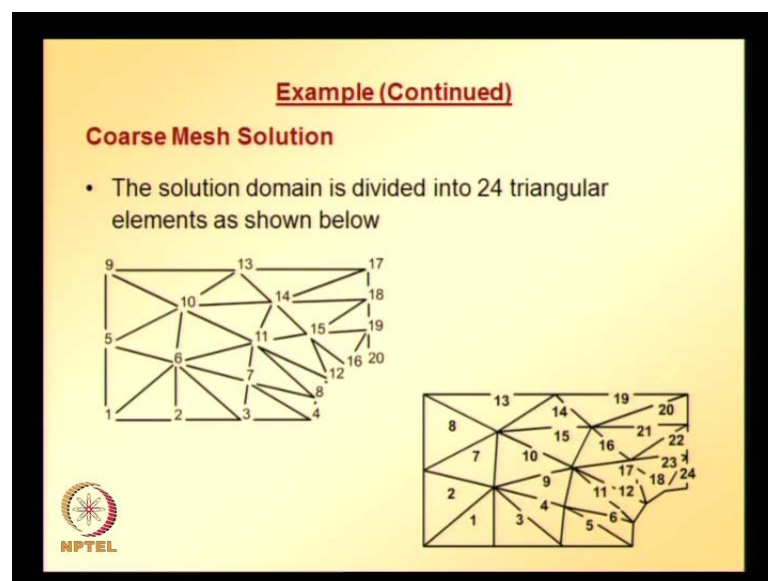 Example (Continued)
Coarse Mesh Solution
• The solution domain is divided into 24 triangular
elements as shown below
9 13 17
10 14 18
5 11 15 19
6 16 20
7 12
8
1 2 3 4
13 19
14 20
8 15 21
16 22
7 10 23
17
9 18 24
2 11 12
4
1 3 5 6
NPTEL